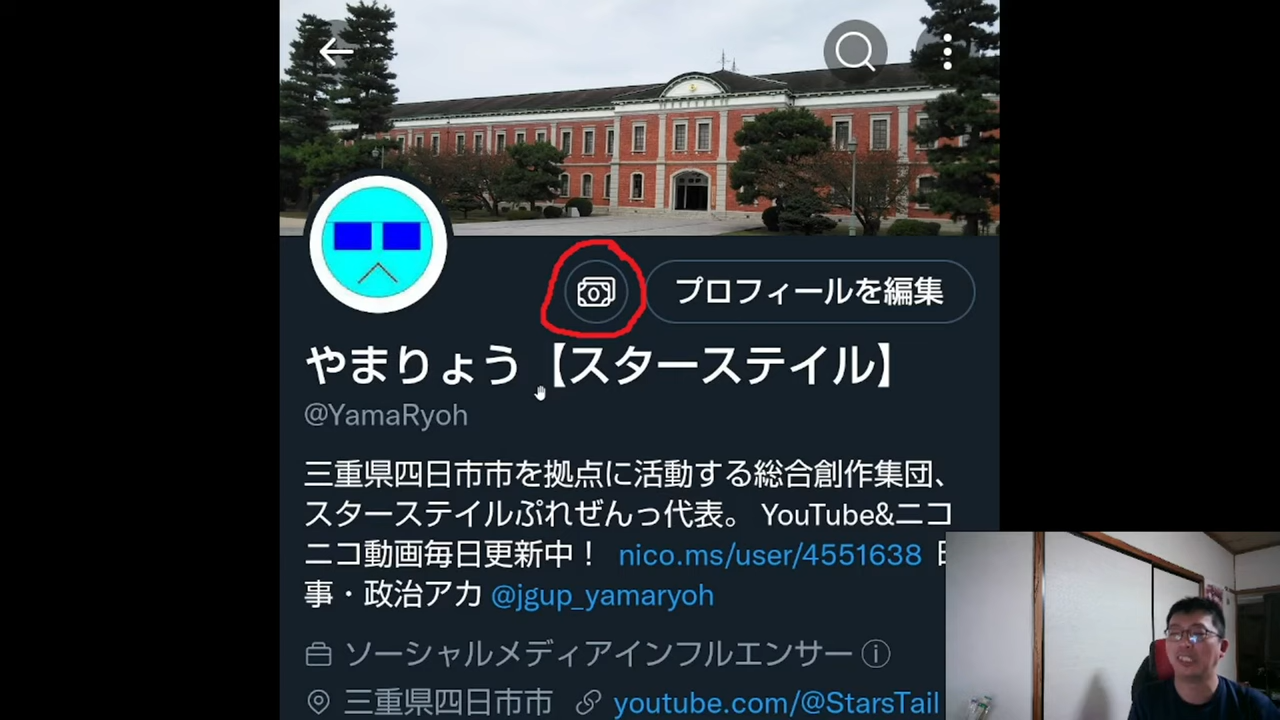 プロフィールを編集
やまりょう【スターステイル】
@YamaRyoh
三重県四日市市を拠点に活動する総合創作集団、
スターステイルぷれぜんっ代表。 YouTube&ニコ
ニコ動画毎日更新中！ nico.ms/user/4551638
事・政治アカ @jgup_yamaryoh
ソーシャルメディアインフルエンサー
三重県四日市市 youtube.com/@StarsTail